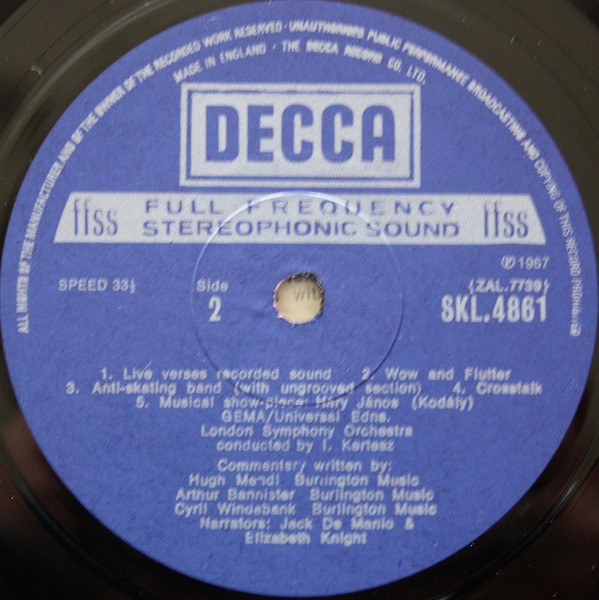 ALL RIGHTS OF THE MANUFACTURER AND OF THE OWNER OF THE RECORDED WORK RESERVED · UNAUTHORISED PUBLIC PERFORMANCE BROADCASTING AND COPYING OF THIS RECORD PROHIBITED
MADE IN ENGLAND · THE DECCA RECORD CO. LTD.
DECCA
ffss FULL FREQUENCY STEREOPHONIC SOUND ffss
℗ 1967
SPEED 33⅓ Side 2 (ZAL.7739)
SKL.4861
with
1. Live verses recorded sound 2. Wow and Flutter
3. Anti-skating band (with ungrooved section) 4. Crosstalk
5. Musical show-piece: Háry János (Kodály)
GEMA/Universal Edns.
London Symphony Orchestra
conducted by I. Kertesz
Commentary written by:
Hugh Mendl Burlington Music
Arthur Bannister Burlington Music
Cyril Windebank Burlington Music
Narrators: Jack De Manio &
Elizabeth Knight